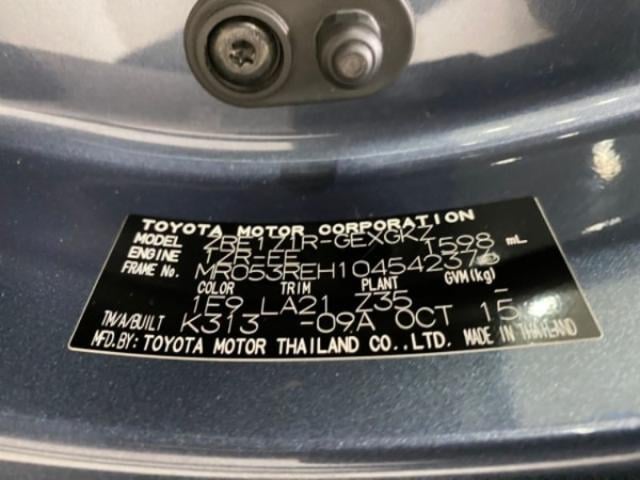 TOYOTA MOTOR CORPORATION
MODEL ZRE171R-GEXGKZ
ENGINE 1ZR-FE 1598 mL
FRAME No. MR053REH104542376
COLOR TRIM PLANT GVM(kg)
1E9 LA21 Z35 -
TM/A/BUILT K313 -09A OCT 15
MFD.BY: TOYOTA MOTOR THAILAND CO.,LTD. MADE IN THAILAND